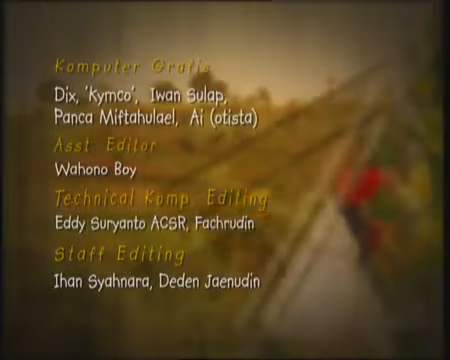 Komputer Grafis
Dix, 'kymco', Iwan Sulap,
Panca Miftahulael, Ai (otista)
Asst Editor
Wahono Boy
Technical Komp Editing
Eddy Suryanto ACSR, Fachrudin
Staff Editing
Ihan Syahnara, Deden Jaenudin